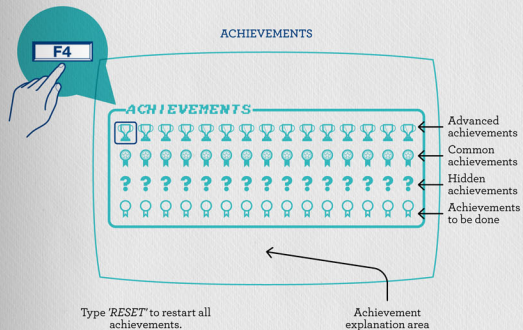 ACHIEVEMENTS
F4
ACHIEVEMENTS
Advanced
achievements
Common
achievements
? ? ? ? ? ? ? ? ? ? ? ? ? ? ?
Hidden
achievements
Achievements
to be done
Type 'RESET' to restart all
achievements.
Achievement
explanation area